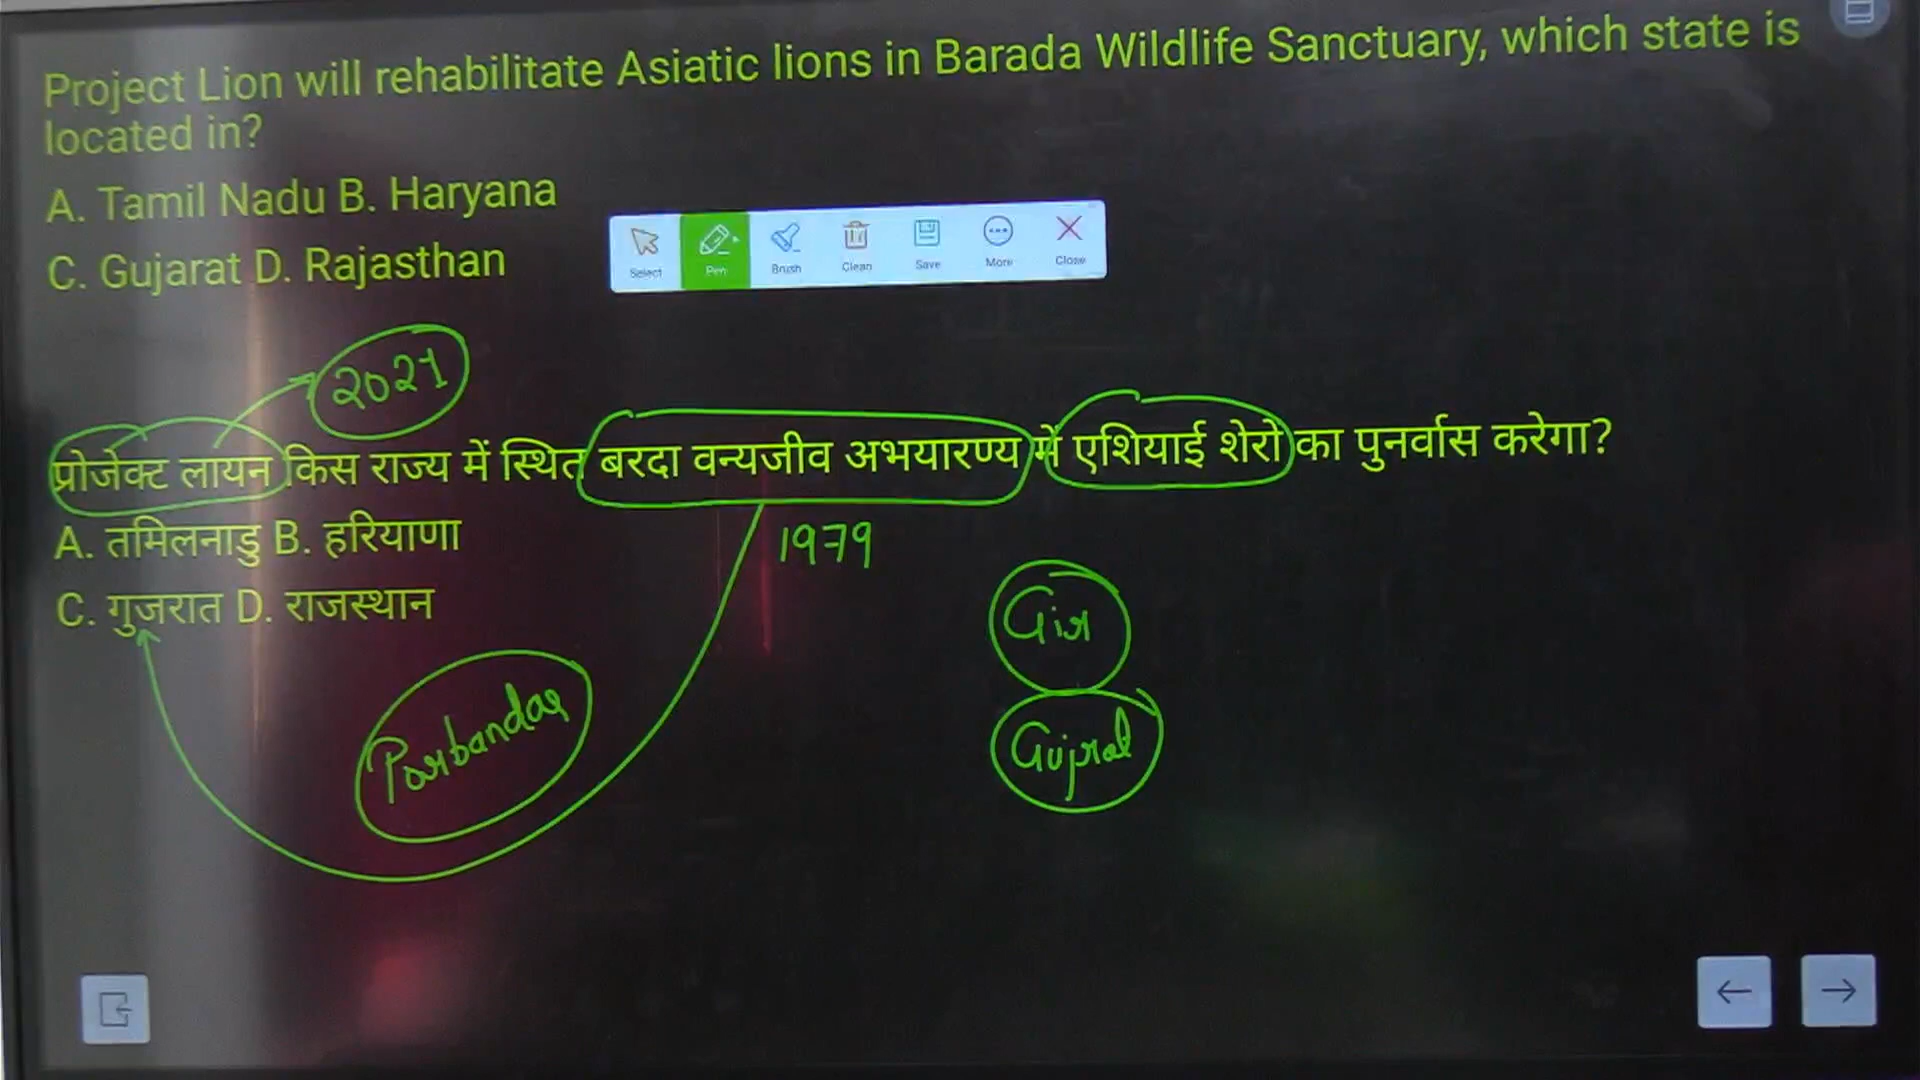 Project Lion will rehabilitate Asiatic lions in Barada Wildlife Sanctuary, which state is
located in?
A. Tamil Nadu B. Haryana
C. Gujarat D. Rajasthan
Select Pen Brush Clean Save More Close
2021
प्रोजेक्ट लायन किस राज्य में स्थित बरदा वन्यजीव अभयारण्य में एशियाई शेरो का पुनर्वास करेगा?
A. तमिलनाडु B. हरियाणा
1979
C. गुजरात D. राजस्थान
Gir
Porbandar
Gujrat